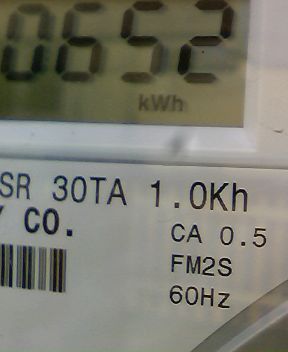 0652
kWh
SR 30TA 1.0Kh
Y CO.
CA 0.5
FM2S
60Hz